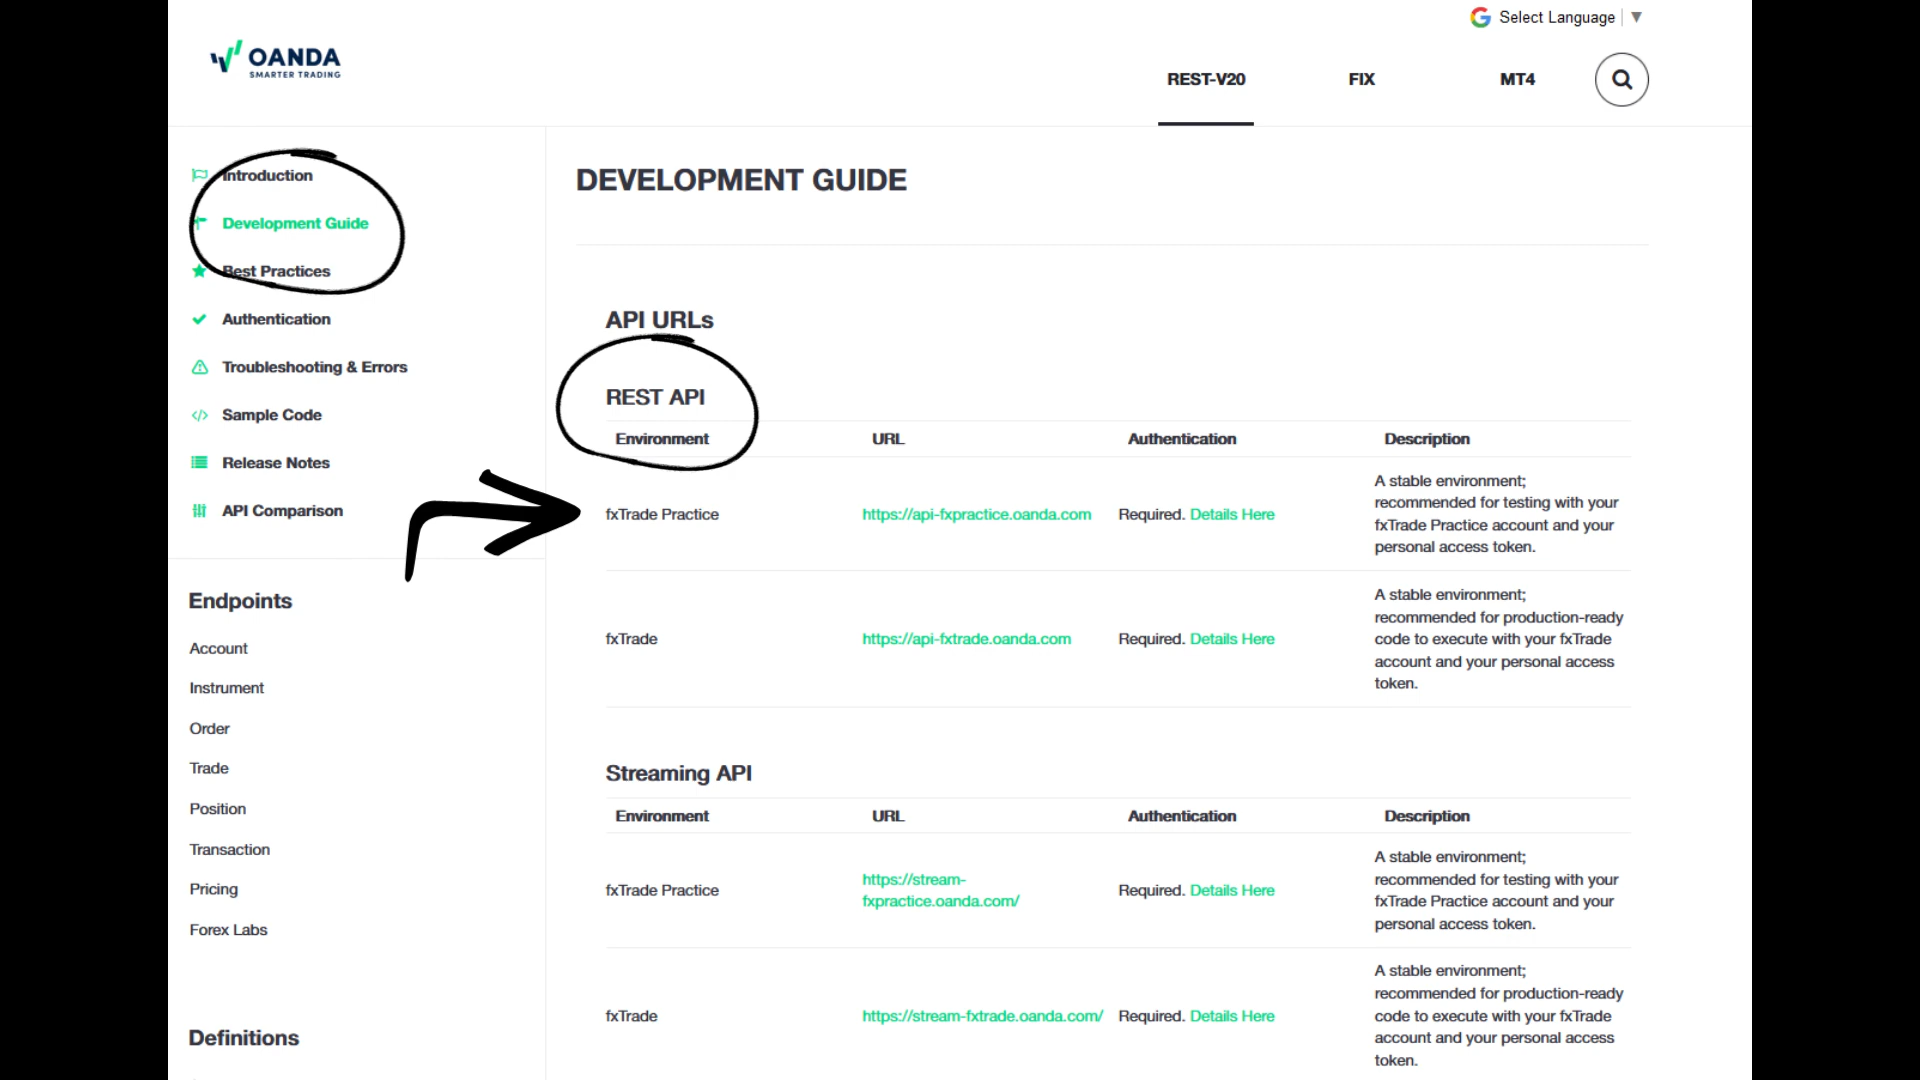 Select Language ▼
OANDA
SMARTER TRADING
REST-V20
FIX
MT4
Introduction
Development Guide
Best Practices
Authentication
Troubleshooting & Errors
Sample Code
Release Notes
API Comparison
Endpoints
Account
Instrument
Order
Trade
Position
Transaction
Pricing
Forex Labs
Definitions
DEVELOPMENT GUIDE
API URLs
REST API
Environment URL Authentication Description
fxTrade Practice https://api-fxpractice.oanda.com Required. Details Here
A stable environment;
recommended for testing with your
fxTrade Practice account and your
personal access token.
fxTrade https://api-fxtrade.oanda.com Required. Details Here
A stable environment;
recommended for production-ready
code to execute with your fxTrade
account and your personal access
token.
Streaming API
Environment URL Authentication Description
fxTrade Practice
https://stream-
fxpractice.oanda.com/
Required. Details Here
A stable environment;
recommended for testing with your
fxTrade Practice account and your
personal access token.
fxTrade https://stream-fxtrade.oanda.com/ Required. Details Here
A stable environment;
recommended for production-ready
code to execute with your fxTrade
account and your personal access
token.